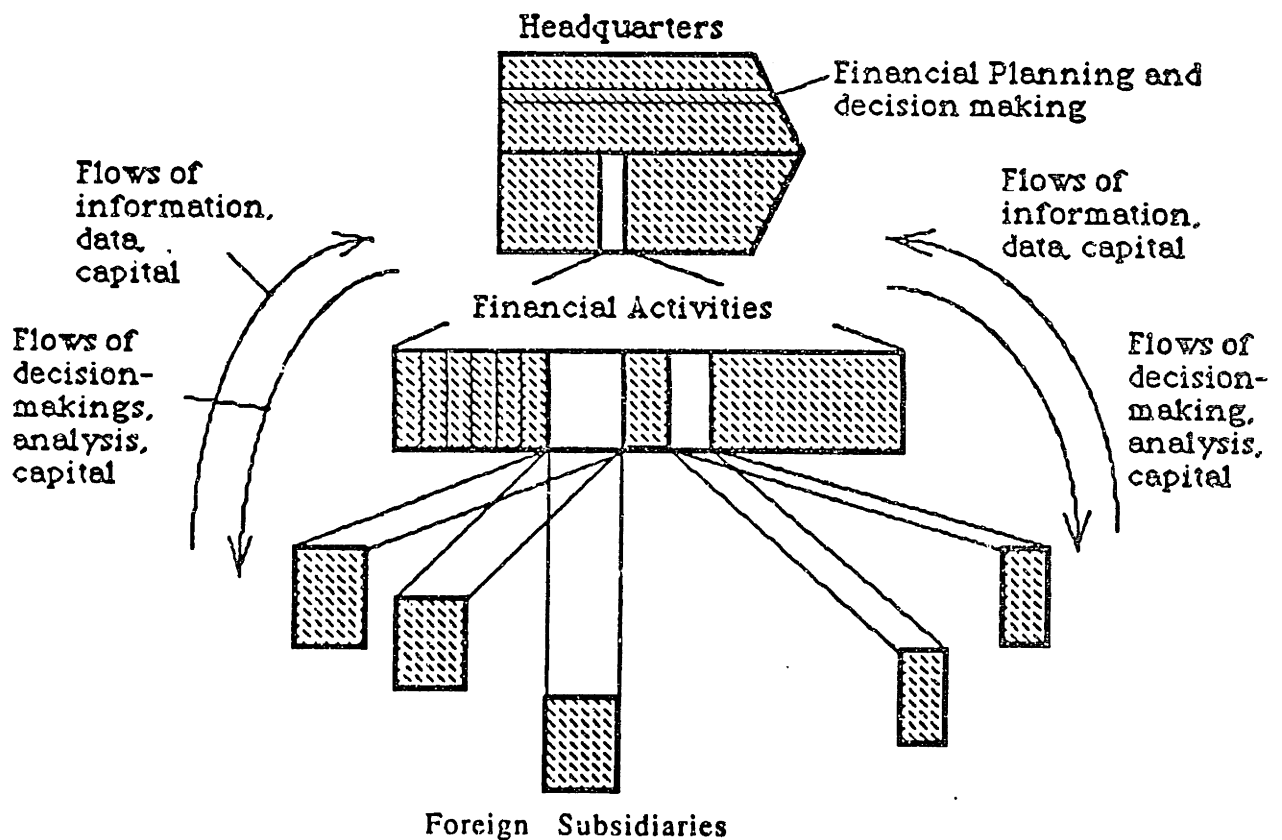 Headquarters
Financial Planning and
decision making
Flows of
information,
data,
capital
Flows of
information,
data, capital
Financial Activities
Flows of
decision-
makings,
analysis,
capital
Flows of
decision-
making,
analysis,
capital
Foreign Subsidiaries